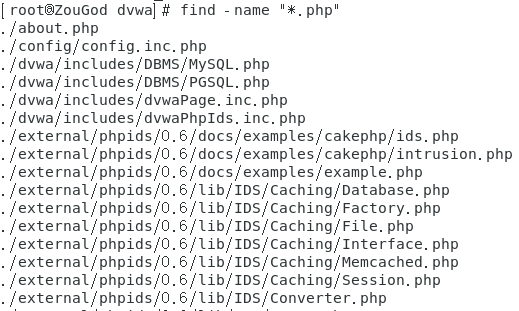 [root@ZouGod dvwa]# find -name "*.php"
./about.php
./config/config.inc.php
./dvwa/includes/DBMS/MySQL.php
./dvwa/includes/DBMS/PGSQL.php
./dvwa/includes/dvwaPage.inc.php
./dvwa/includes/dvwaPhpIds.inc.php
./external/phpids/0.6/docs/examples/cakephp/ids.php
./external/phpids/0.6/docs/examples/cakephp/intrusion.php
./external/phpids/0.6/docs/examples/example.php
./external/phpids/0.6/lib/IDS/Caching/Database.php
./external/phpids/0.6/lib/IDS/Caching/Factory.php
./external/phpids/0.6/lib/IDS/Caching/File.php
./external/phpids/0.6/lib/IDS/Caching/Interface.php
./external/phpids/0.6/lib/IDS/Caching/Memcached.php
./external/phpids/0.6/lib/IDS/Caching/Session.php
./external/phpids/0.6/lib/IDS/Converter.php